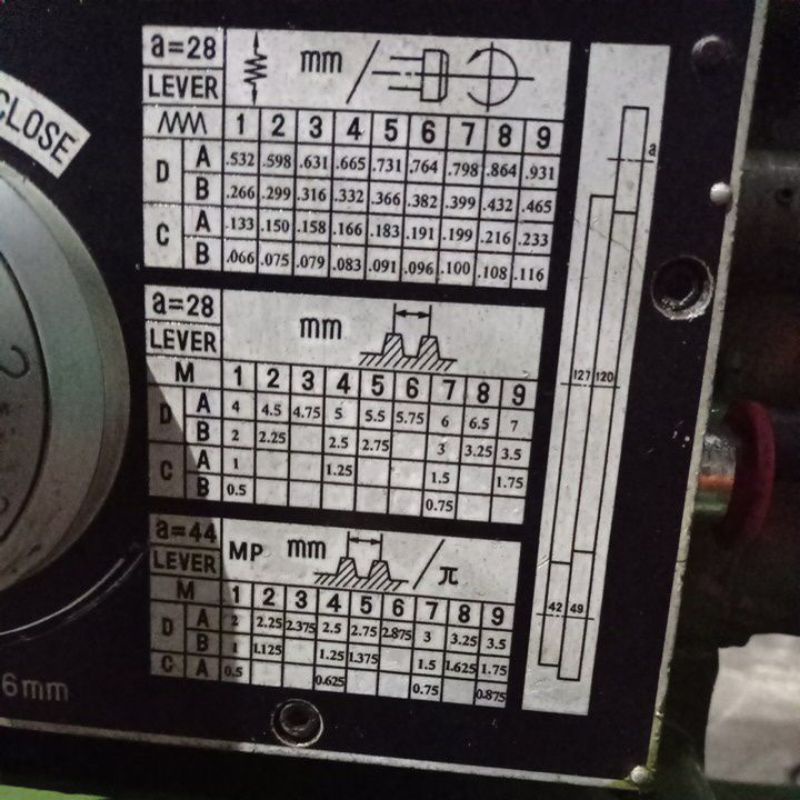 CLOSE
a=28 mm /
LEVER
1 2 3 4 5 6 7 8 9
D A .532 .598 .631 .665 .731 .764 .798 .864 .931
B .266 .299 .316 .332 .366 .382 .399 .432 .465
C A .133 .150 .158 .166 .183 .191 .199 .216 .233
B .066 .075 .079 .083 .091 .096 .100 .108 .116
a=28 mm
LEVER
M 1 2 3 4 5 6 7 8 9
D A 4 4.5 4.75 5 5.5 5.75 6 6.5 7
B 2 2.25 2.5 2.75 3 3.25 3.5
C A 1 1.25 1.5 1.75
B 0.5 0.75
a=44 MP mm / π
LEVER
M 1 2 3 4 5 6 7 8 9
D A 2 2.25 2.375 2.5 2.75 2.875 3 3.25 3.5
B 1 1.125 1.25 1.375 1.5 1.625 1.75
C A 0.5 0.625 0.75 0.875
a
127 120
42 49
6mm